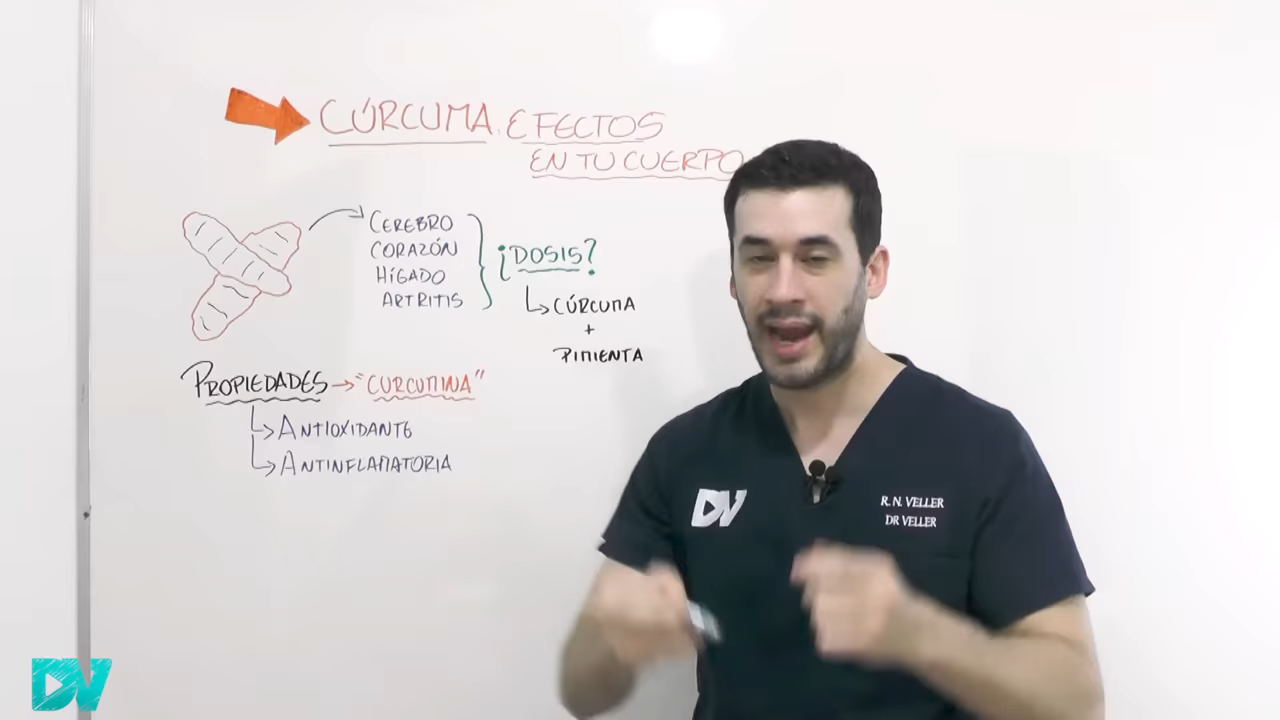 CÚRCUMA. EFECTOS
EN TU CUERPO
CEREBRO
CORAZÓN
HÍGADO
ARTRITIS
¿DOSIS?
CÚRCUMA
+
PIMIENTA
PROPIEDADES → "CURCUMINA"
ANTIOXIDANTE
ANTINFLAMATORIA
DV
R. N. VELLER
DR VELLER
DV